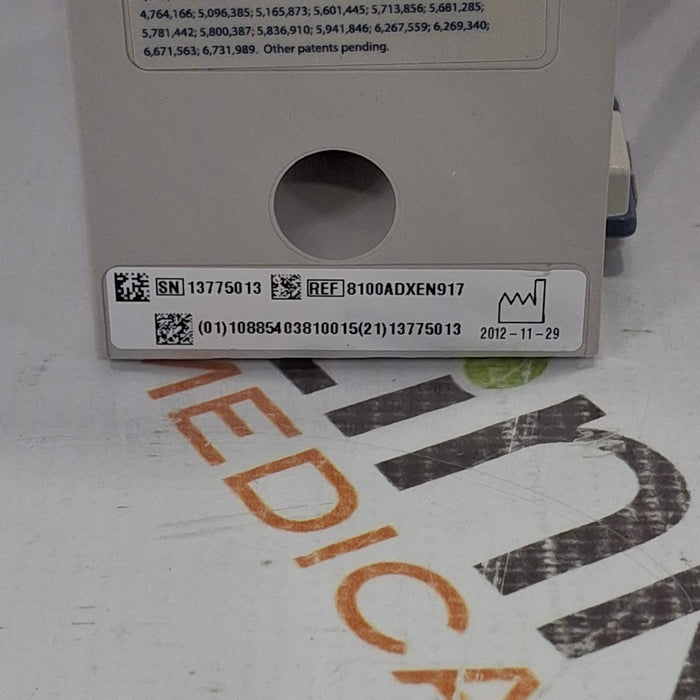 4,764,166; 5,096,385; 5,165,873; 5,601,445; 5,713,856; 5,681,285;
5,781,442; 5,800,387; 5,836,910; 5,941,846; 6,267,559; 6,269,340;
6,671,563; 6,731,989. Other patents pending.
SN 13775013 REF 8100ADXEN917
(01)10885403810015(21)13775013
2012-11-29
MEDICA